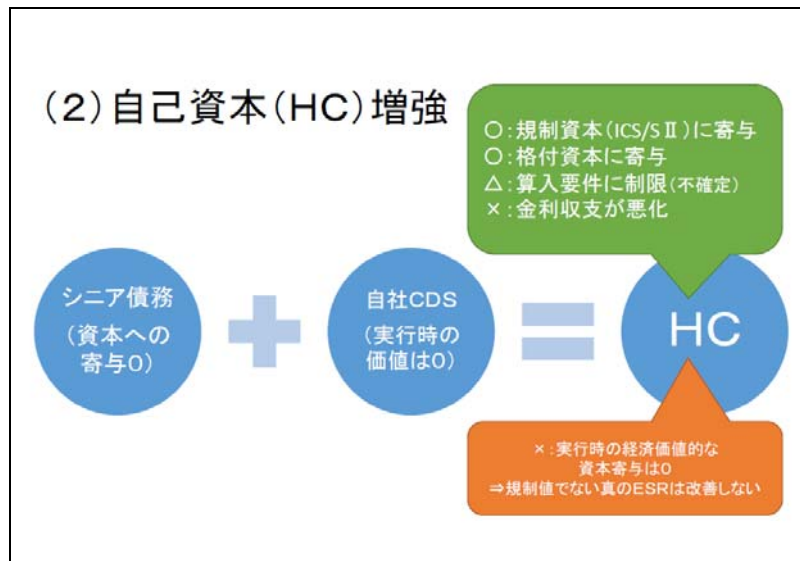 （２）自己資本（HC）増強
○：規制資本（ICS/SⅡ）に寄与
○：格付資本に寄与
△：算入要件に制限（不確定）
×：金利収支が悪化
シニア債務
（資本への
寄与0）
自社CDS
（実行時の
価値は0）
HC
×：実行時の経済価値的な
資本寄与は0
⇒規制値でない真のESRは改善しない